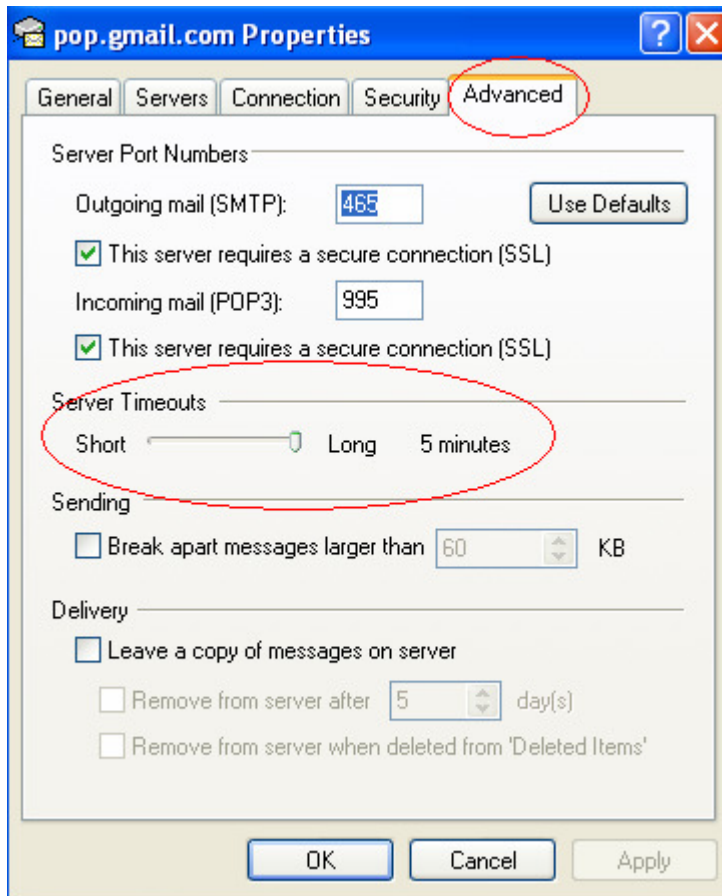 pop.gmail.com Properties
General Servers Connection Security Advanced
Server Port Numbers
Outgoing mail (SMTP): 465 Use Defaults
This server requires a secure connection (SSL)
Incoming mail (POP3): 995
This server requires a secure connection (SSL)
Server Timeouts
Short Long 5 minutes
Sending
Break apart messages larger than 60 KB
Delivery
Leave a copy of messages on server
Remove from server after 5 day(s)
Remove from server when deleted from 'Deleted Items'
OK Cancel Apply